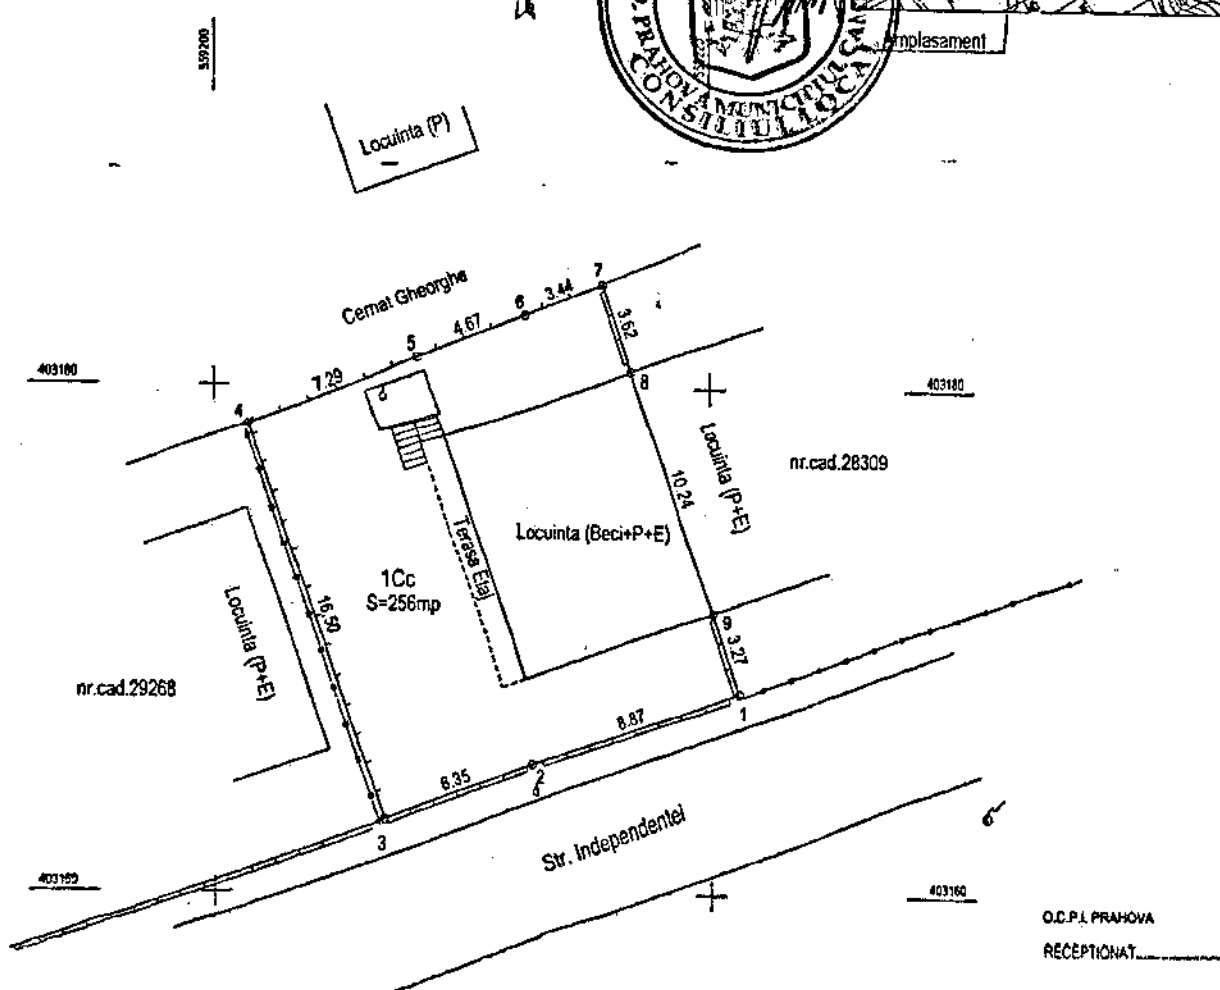 559200
Amplasament
PRAHOVA MUNICIPIUL CAM
CONSILIUL LOCAL
Locuinta (P)
Cernat Gheorghe
7
6
3.44
5
4.67
3.62
7.29
4
8
403180
403180
Locuinta (P+E)
nr.cad.28309
10.24
Locuinta (Beci+P+E)
Terasa Etaj
1Cc
S=256mp
16.50
Locuinta (P+E)
nr.cad.29268
9
3.27
1
8.87
2
6.35
3
Str. Independentei
403160
403160
O.C.P.I. PRAHOVA
RECEPTIONAT